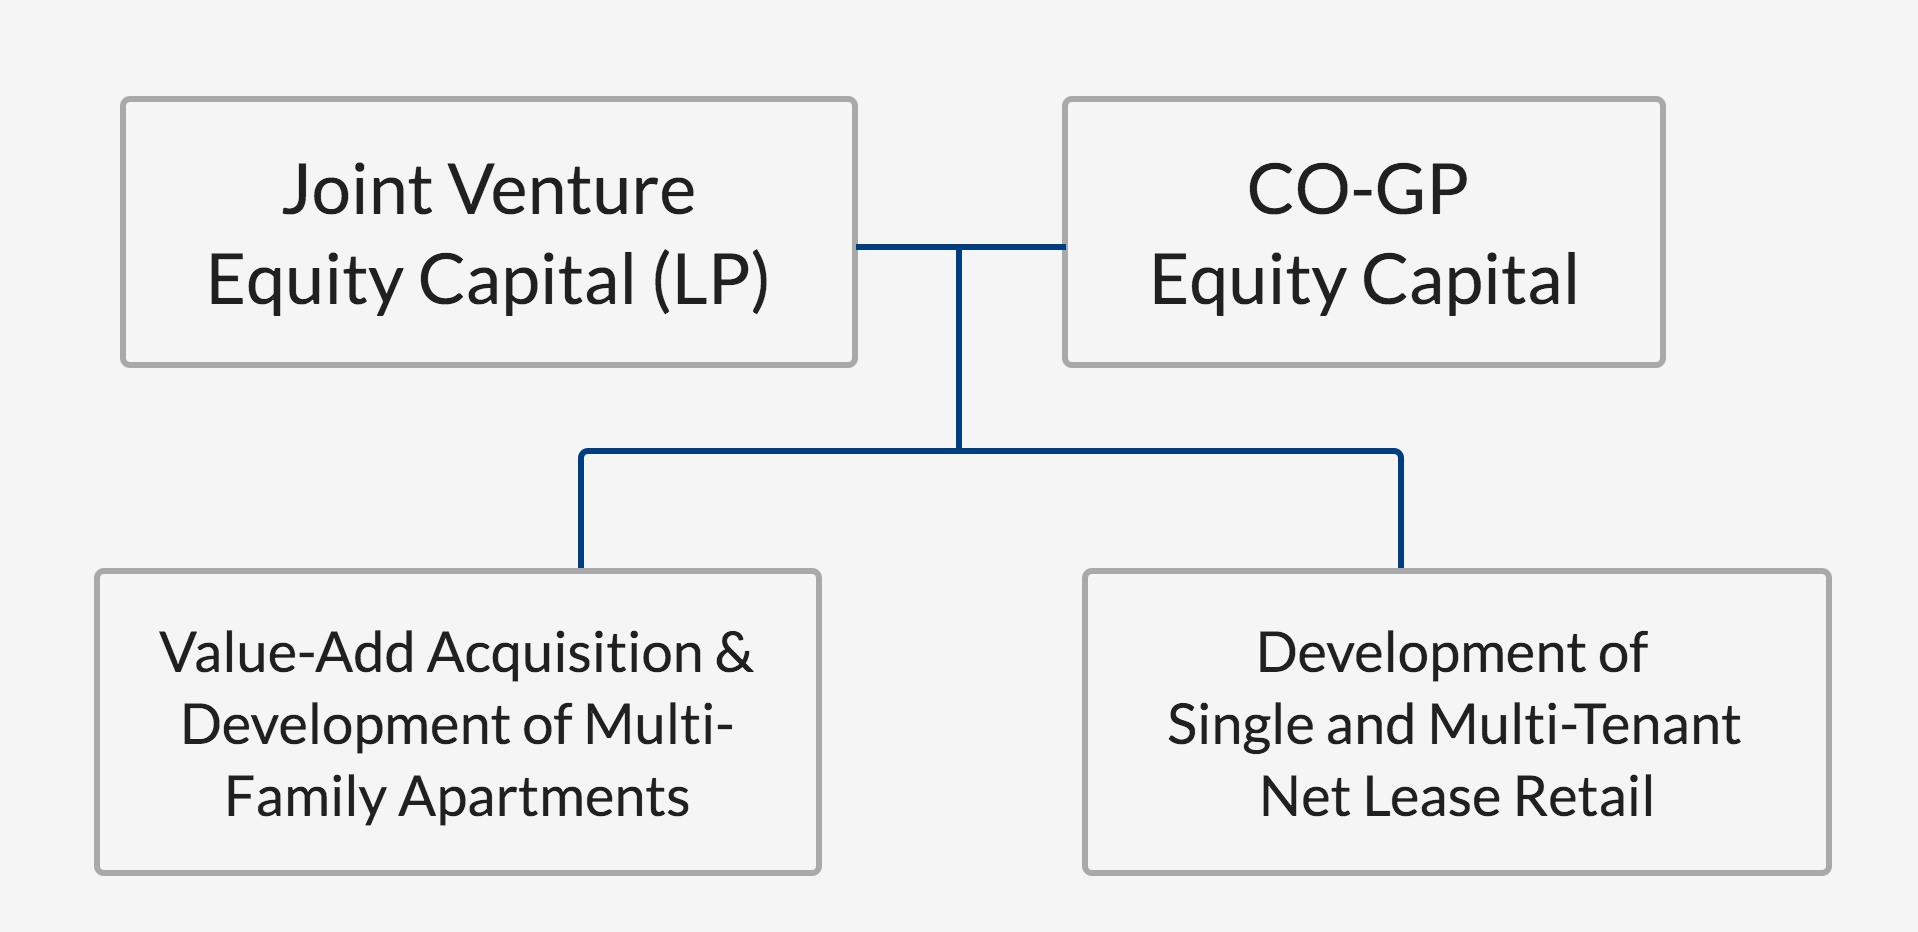 Joint Venture
Equity Capital (LP)
CO-GP
Equity Capital
Value-Add Acquisition &
Development of Multi-
Family Apartments
Development of
Single and Multi-Tenant
Net Lease Retail